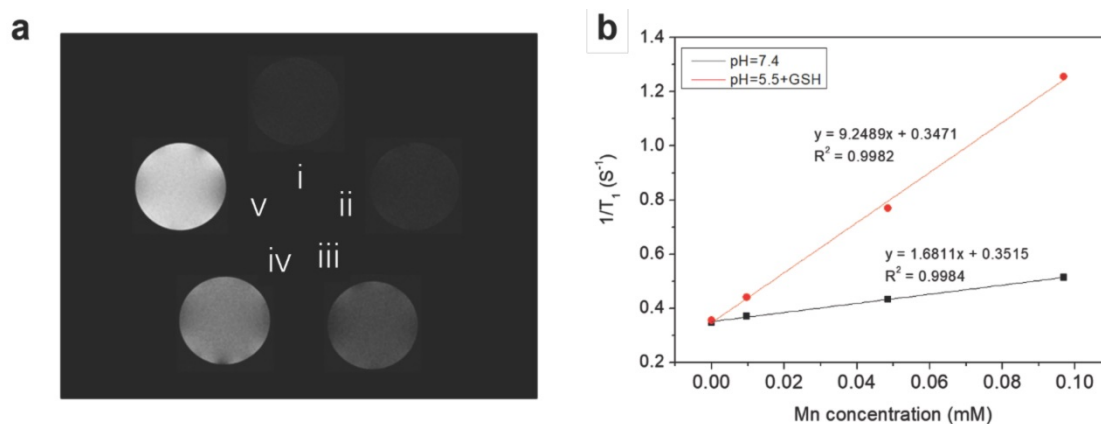 a
i
ii
iii
iv
v
b
pH=7.4
pH=5.5+GSH
y = 9.2489x + 0.3471
R² = 0.9982
y = 1.6811x + 0.3515
R² = 0.9984
1/T₁ (S⁻¹)
1.4
1.2
1.0
0.8
0.6
0.4
0.2
0.00 0.02 0.04 0.06 0.08 0.10
Mn concentration (mM)